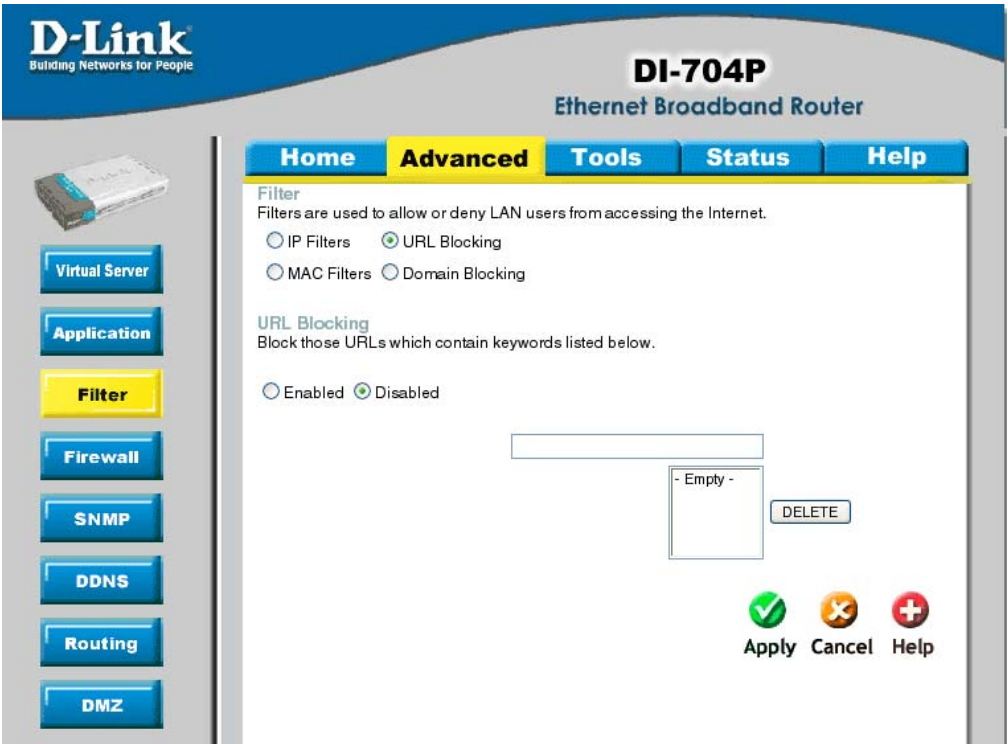 D-Link
Building Networks for People
DI-704P
Ethernet Broadband Router
Home Advanced Tools Status Help
D-Link
Virtual Server
Application
Filter
Firewall
SNMP
DDNS
Routing
DMZ
Filter
Filters are used to allow or deny LAN users from accessing the Internet.
IP Filters URL Blocking
MAC Filters Domain Blocking
URL Blocking
Block those URLs which contain keywords listed below.
Enabled Disabled
- Empty -
DELETE
Apply Cancel Help